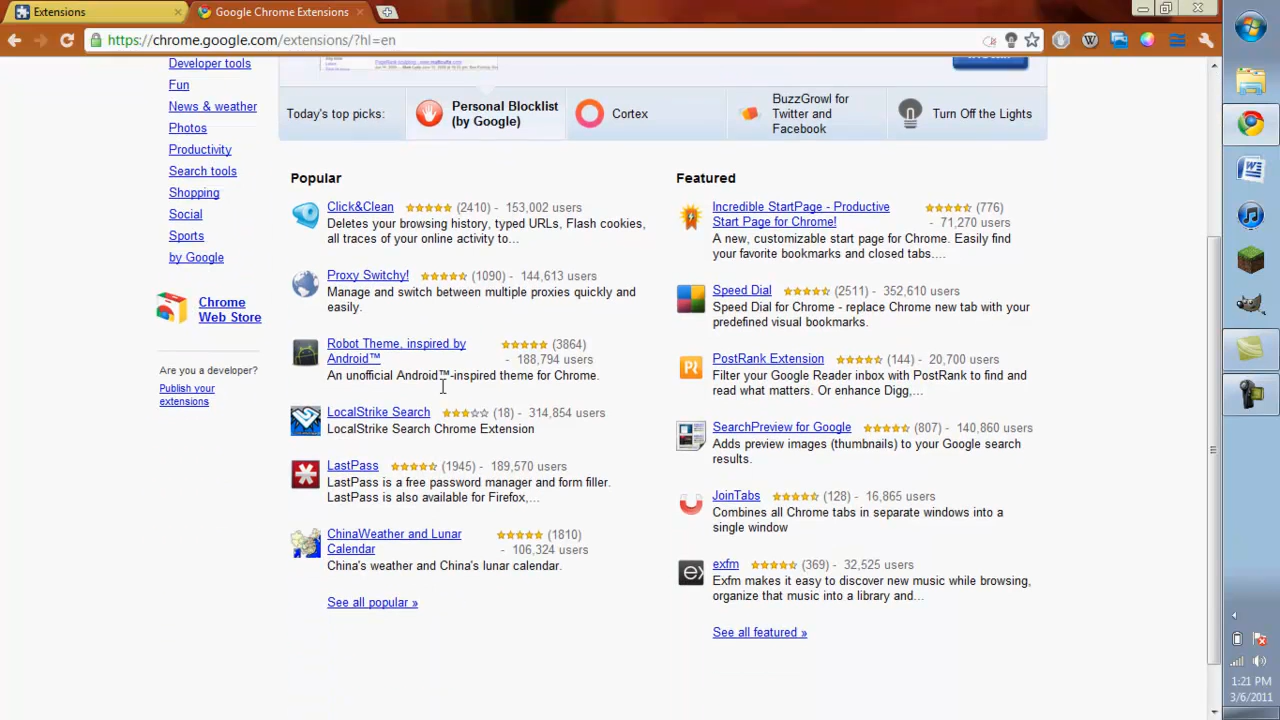 Extensions
Google Chrome Extensions
https://chrome.google.com/extensions/?hl=en
Developer tools
Fun
News & weather
Photos
Productivity
Search tools
Shopping
Social
Sports
by Google
Chrome
Web Store
Are you a developer?
Publish your
extensions
Today's top picks:
Personal Blocklist
(by Google)
Cortex
BuzzGrowl for
Twitter and
Facebook
Turn Off the Lights
Popular
Click&Clean (2410) - 153,002 users
Deletes your browsing history, typed URLs, Flash cookies,
all traces of your online activity to...
Proxy Switchy! (1090) - 144,613 users
Manage and switch between multiple proxies quickly and
easily.
Robot Theme, inspired by (3864)
Android™ - 188,794 users
An unofficial Android™-inspired theme for Chrome.
LocalStrike Search (18) - 314,854 users
LocalStrike Search Chrome Extension
LastPass (1945) - 189,570 users
LastPass is a free password manager and form filler.
LastPass is also available for Firefox,...
ChinaWeather and Lunar (1810)
Calendar - 106,324 users
China's weather and China's lunar calendar.
See all popular »
Featured
Incredible StartPage - Productive (776)
Start Page for Chrome! - 71,270 users
A new, customizable start page for Chrome. Easily find
your favorite bookmarks and closed tabs....
Speed Dial (2511) - 352,610 users
Speed Dial for Chrome - replace Chrome new tab with your
predefined visual bookmarks.
PostRank Extension (144) - 20,700 users
Filter your Google Reader inbox with PostRank to find and
read what matters. Or enhance Digg,...
SearchPreview for Google (807) - 140,860 users
Adds preview images (thumbnails) to your Google search
results.
JoinTabs (128) - 16,865 users
Combines all Chrome tabs in separate windows into a
single window
exfm (369) - 32,525 users
Exfm makes it easy to discover new music while browsing,
organize that music into a library and...
See all featured »
1:21 PM
3/6/2011